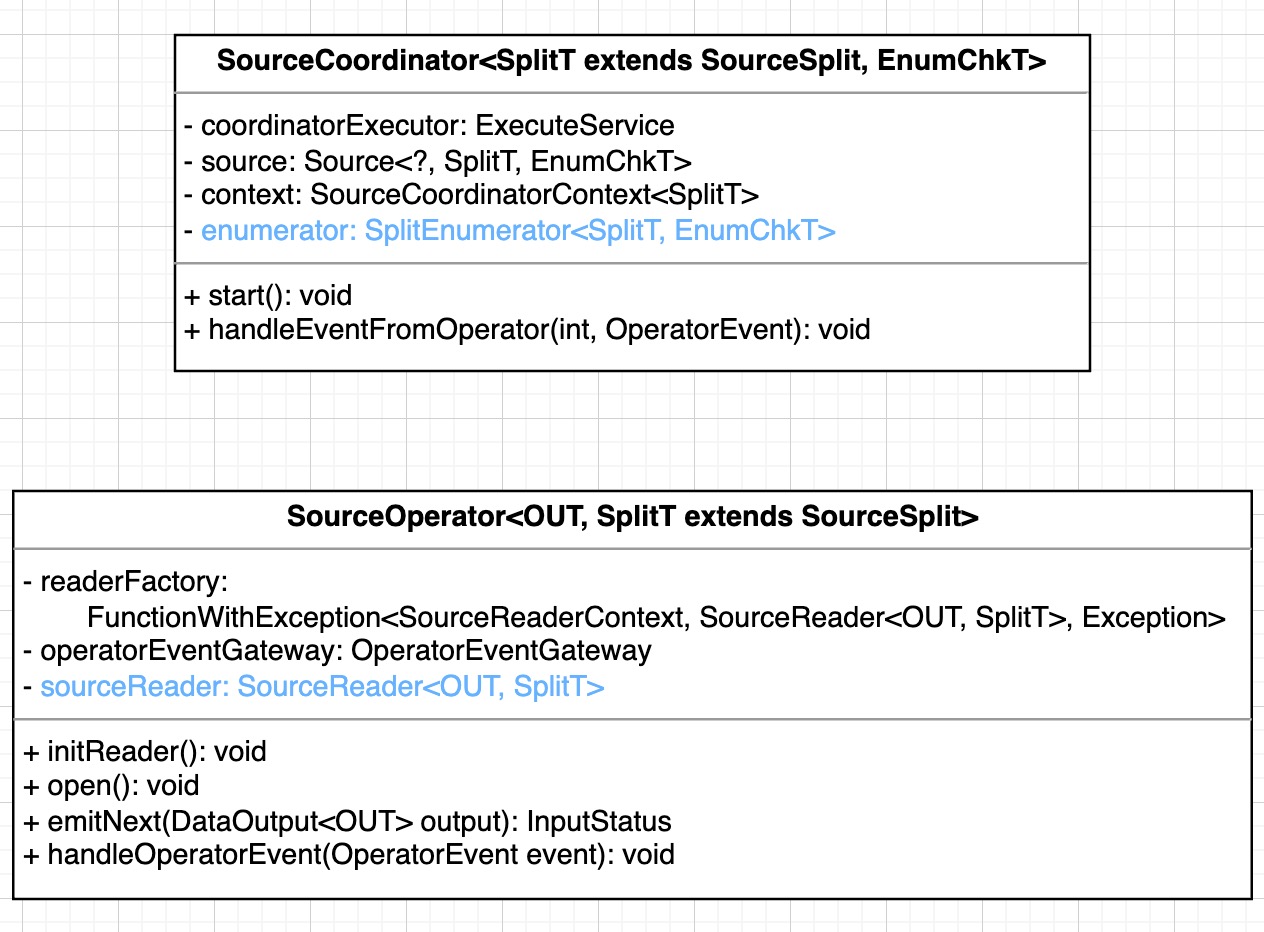 SourceCoordinator<SplitT extends SourceSplit, EnumChkT>
- coordinatorExecutor: ExecuteService
- source: Source<?, SplitT, EnumChkT>
- context: SourceCoordinatorContext<SplitT>
- enumerator: SplitEnumerator<SplitT, EnumChkT>
+ start(): void
+ handleEventFromOperator(int, OperatorEvent): void
SourceOperator<OUT, SplitT extends SourceSplit>
- readerFactory:
FunctionWithException<SourceReaderContext, SourceReader<OUT, SplitT>, Exception>
- operatorEventGateway: OperatorEventGateway
- sourceReader: SourceReader<OUT, SplitT>
+ initReader(): void
+ open(): void
+ emitNext(DataOutput<OUT> output): InputStatus
+ handleOperatorEvent(OperatorEvent event): void